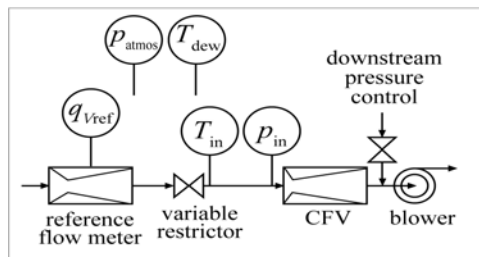 p_atmos
T_dew
downstream
pressure
control
q_Vref
T_in
p_in
reference
flow meter
variable
restrictor
CFV
blower